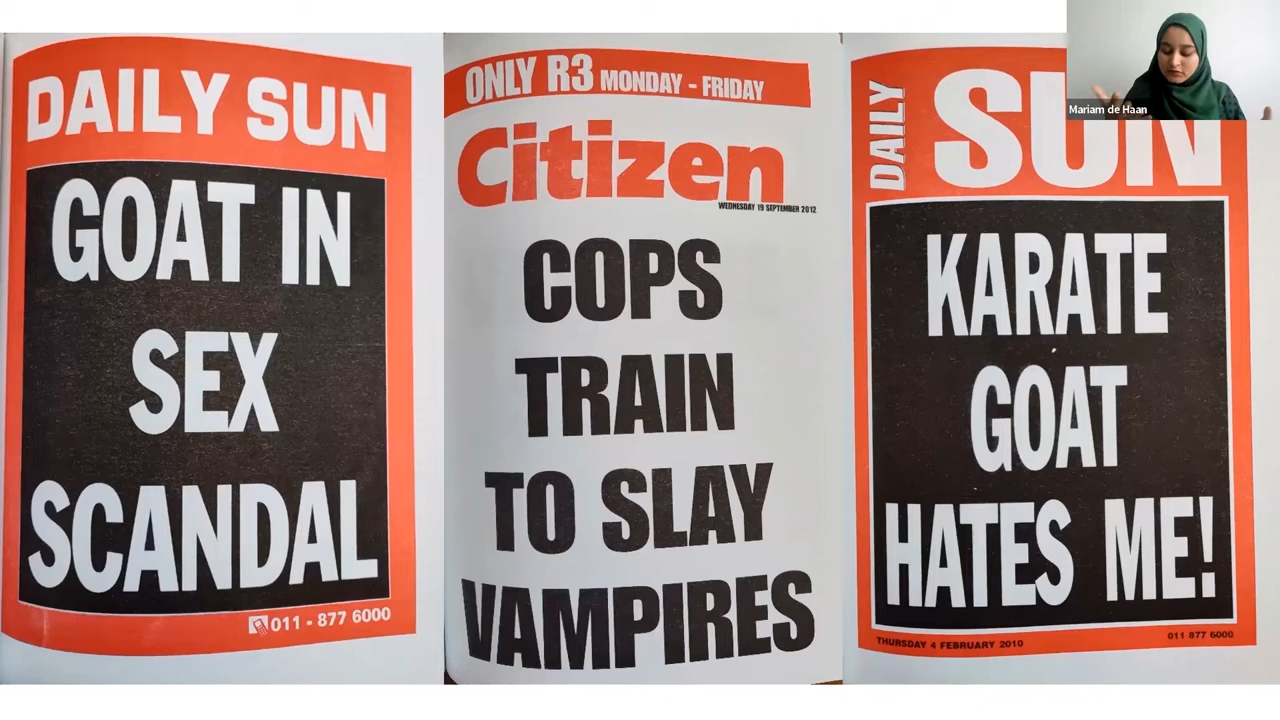 DAILY SUN
GOAT IN
SEX
SCANDAL
011 - 877 6000
ONLY R3 MONDAY - FRIDAY
Citizen
WEDNESDAY 19 SEPTEMBER 2012
COPS
TRAIN
TO SLAY
VAMPIRES
DAILY SUN
KARATE
GOAT
HATES ME!
THURSDAY 4 FEBRUARY 2010
011 877 6000
Mariam de Haan